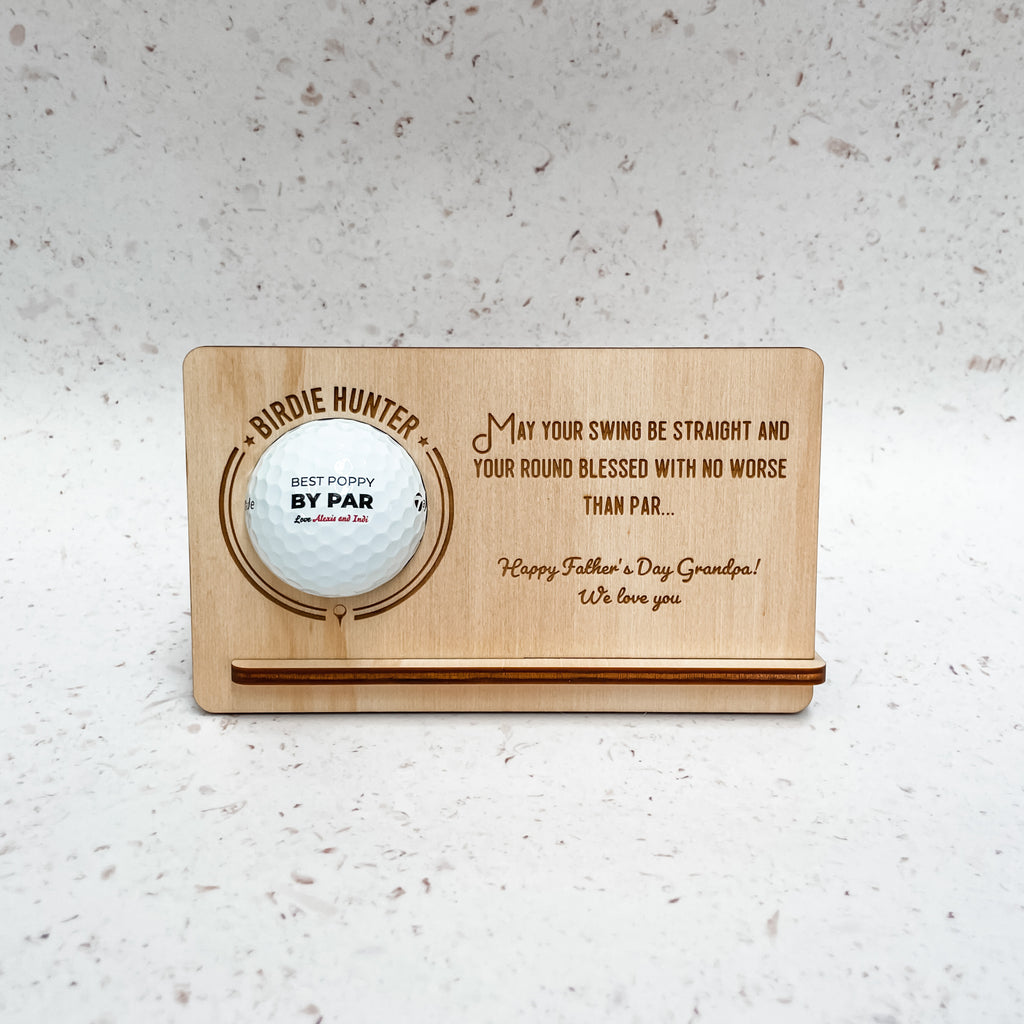 BIRDIE HUNTER
BEST POPPY
BY PAR
Love Alexis and Indi
MAY YOUR SWING BE STRAIGHT AND
YOUR ROUND BLESSED WITH NO WORSE
THAN PAR...
Happy Father's Day Grandpa!
We love you